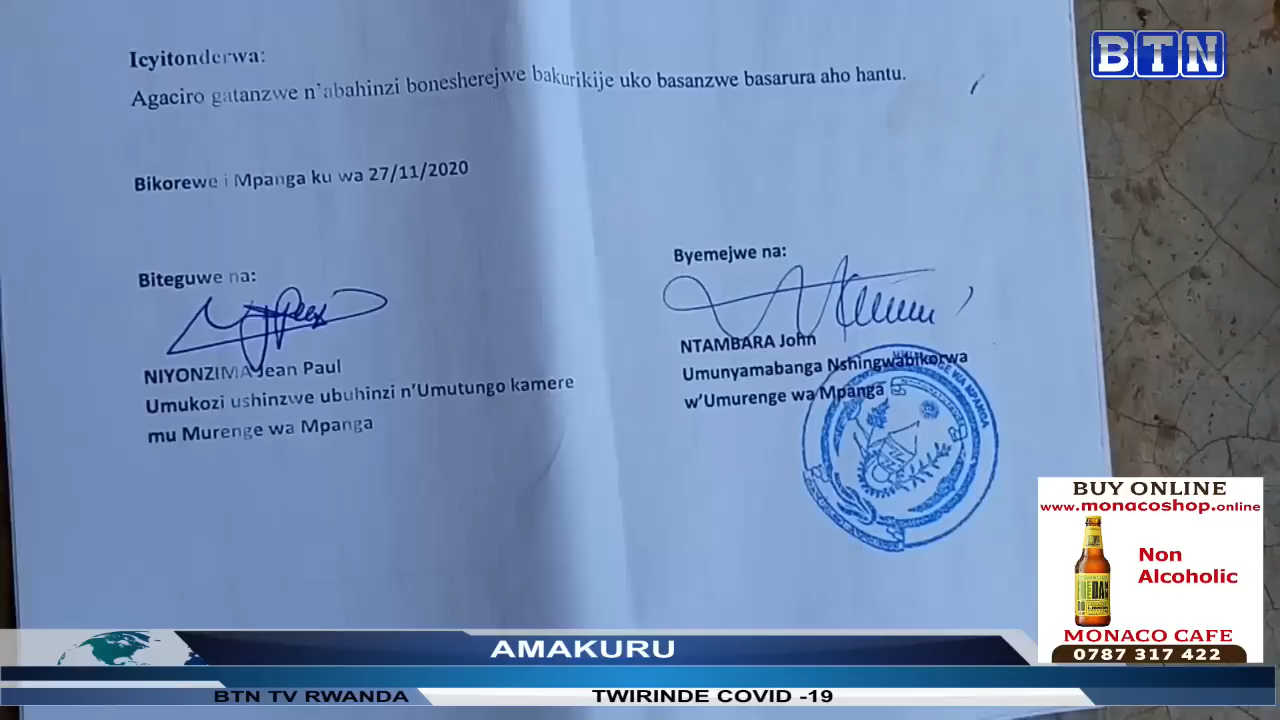 BTN
Icyitonderwa:
Agaciro gatanzwe n'abahinzi bonesherejwe bakurikije uko basanzwe basarura aho hantu.
Bikorewe i Mpanga ku wa 27/11/2020
Biteguwe na:
NIYONZIMA Jean Paul
Umukozi ushinzwe ubuhinzi n'Umutungo kamere
mu Murenge wa Mpanga
Byemejwe na:
NTAMBARA John
Umunyamabanga Nshingwabikorwa
w'Umurenge wa Mpanga
WA MPANGA
BUY ONLINE
www.monacoshop.online
Non
Alcoholic
MONACO CAFE
0787 317 422
AMAKURU
BTN TV RWANDA
TWIRINDE COVID -19